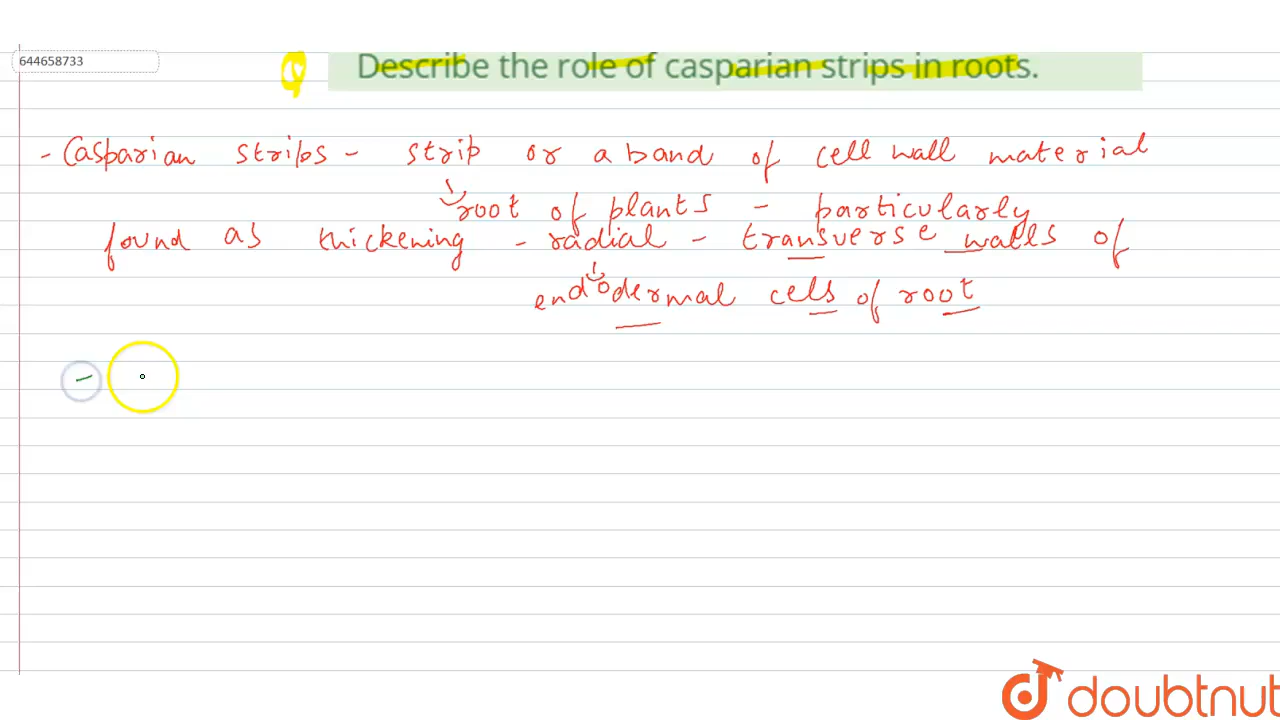 644658733
Q Describe the role of casparian strips in roots.
- Casparian strips - strip or a band of cell wall material
root of plants - particularly
found as thickening - radial - transverse walls of
endodermal cells of root
-
doubtnut